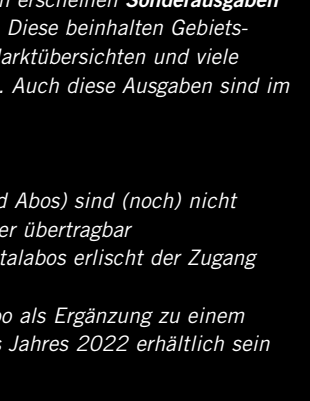 erscheinen Sonderausgaben
. Diese beinhalten Gebiets-
arktübersichten und viele
. Auch diese Ausgaben sind im
Abos) sind (noch) nicht
er übertragbar
talabos erlischt der Zugang
bo als Ergänzung zu einem
s Jahres 2022 erhältlich sein